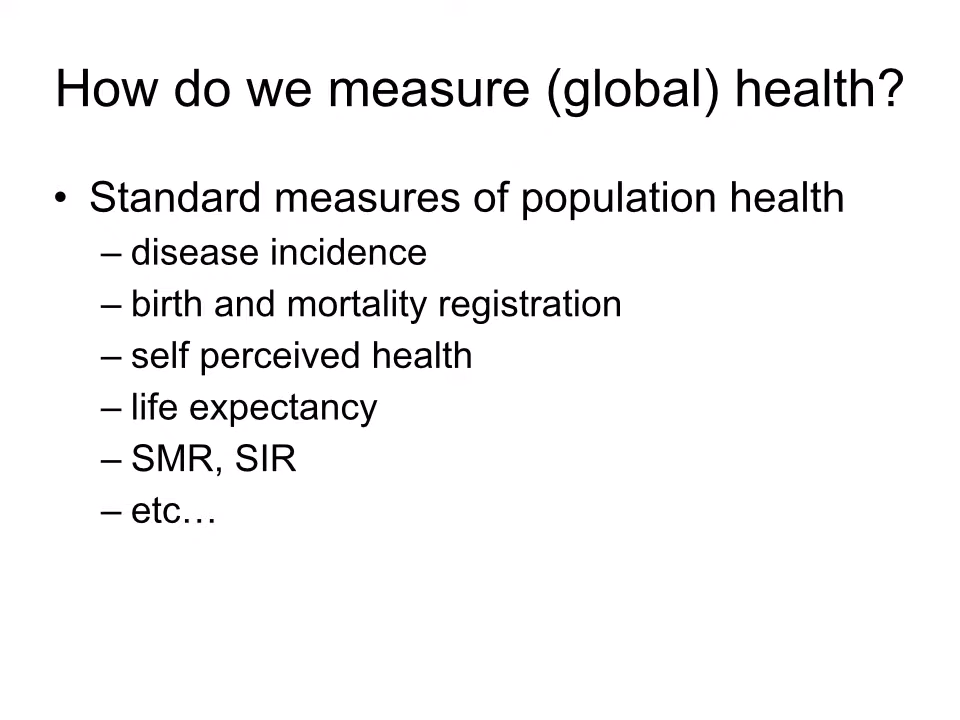 How do we measure (global) health?
• Standard measures of population health
– disease incidence
– birth and mortality registration
– self perceived health
– life expectancy
– SMR, SIR
– etc…